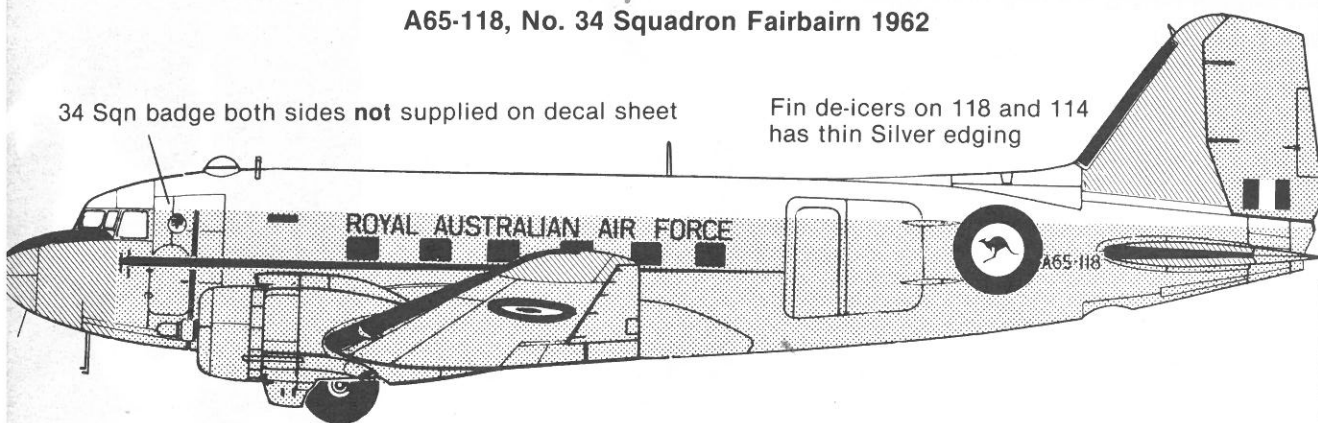 A65-118, No. 34 Squadron Fairbairn 1962
34 Sqn badge both sides not supplied on decal sheet
Fin de-icers on 118 and 114
has thin Silver edging
ROYAL AUSTRALIAN AIR FORCE
A65-118